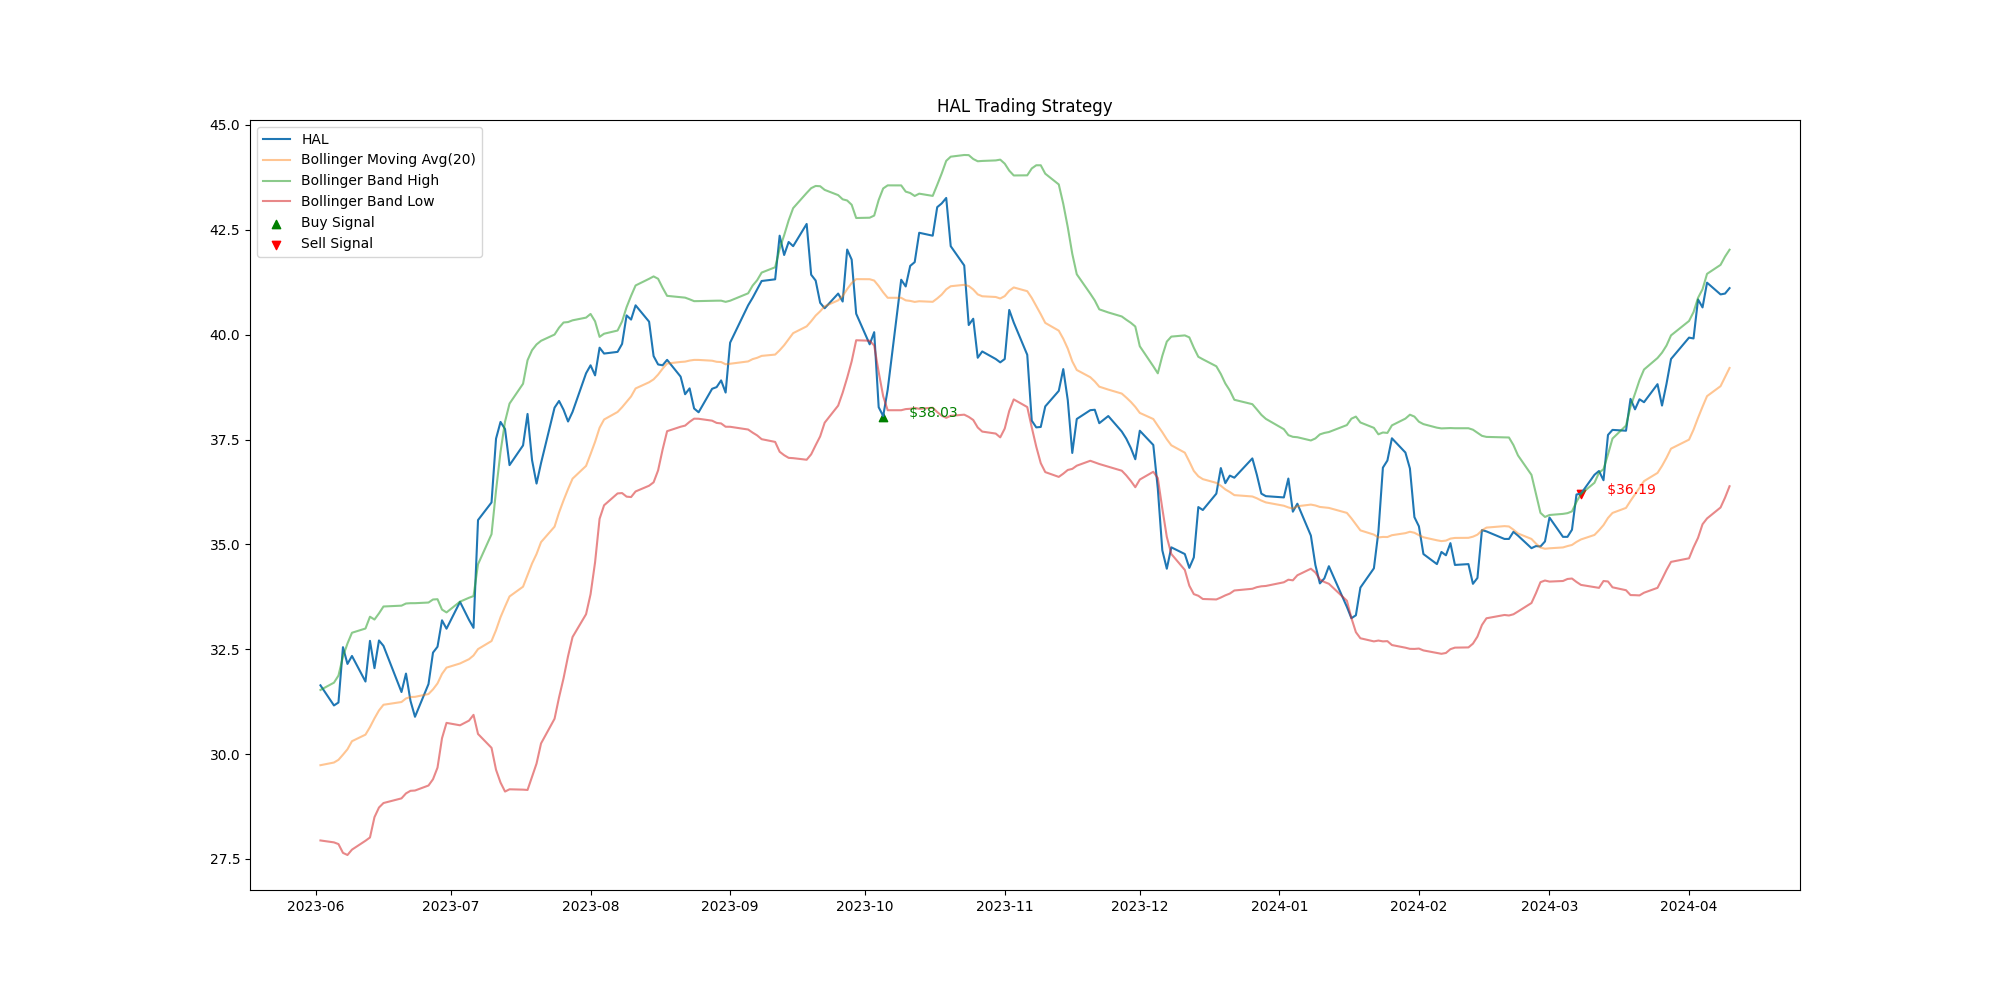 HAL Trading Strategy
45.0
42.5
40.0
37.5
35.0
32.5
30.0
27.5
HAL
Bollinger Moving Avg(20)
Bollinger Band High
Bollinger Band Low
Buy Signal
Sell Signal
$38.03
$36.19
2023-06 2023-07 2023-08 2023-09 2023-10 2023-11 2023-12 2024-01 2024-02 2024-03 2024-04